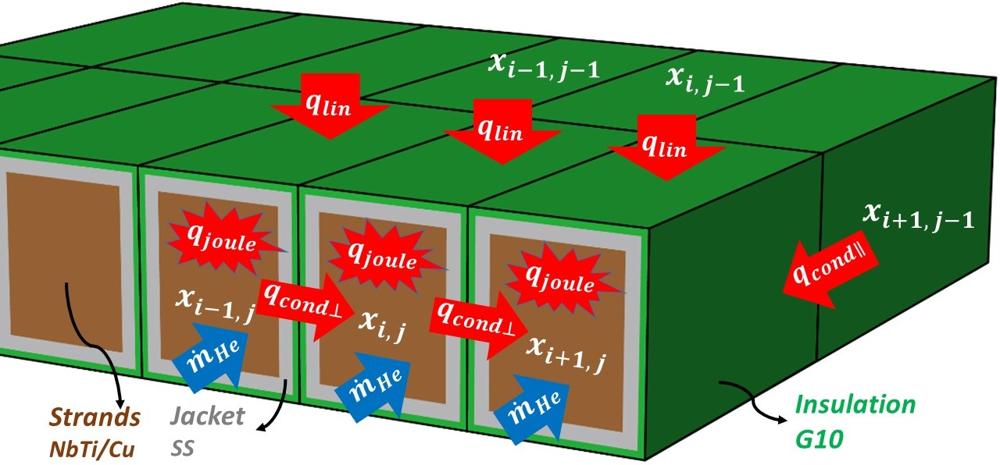 x_{i-1,j-1}
x_{i,j-1}
q_{lin}
q_{lin}
q_{lin}
x_{i+1,j-1}
q_{cond∥}
q_{joule}
q_{joule}
q_{joule}
x_{i-1,j}
q_{cond⊥}
x_{i,j}
q_{cond⊥}
x_{i+1,j}
ṁ_{He}
ṁ_{He}
ṁ_{He}
Strands
NbTi/Cu
Jacket
SS
Insulation
G10